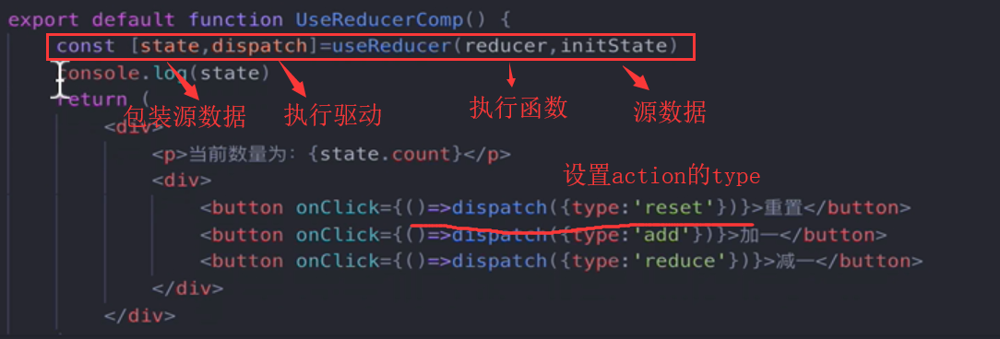 export default function UseReducerComp() {
const [state,dispatch]=useReducer(reducer,initState)
console.log(state)
return (
包装源数据 执行驱动 执行函数 源数据
<div>
<p>当前数量为：{state.count}</p>
设置action的type
<div>
<button onClick={()=>dispatch({type:'reset'})}>重置</button>
<button onClick={()=>dispatch({type:'add'})}>加一</button>
<button onClick={()=>dispatch({type:'reduce'})}>减一</button>
</div>
</div>